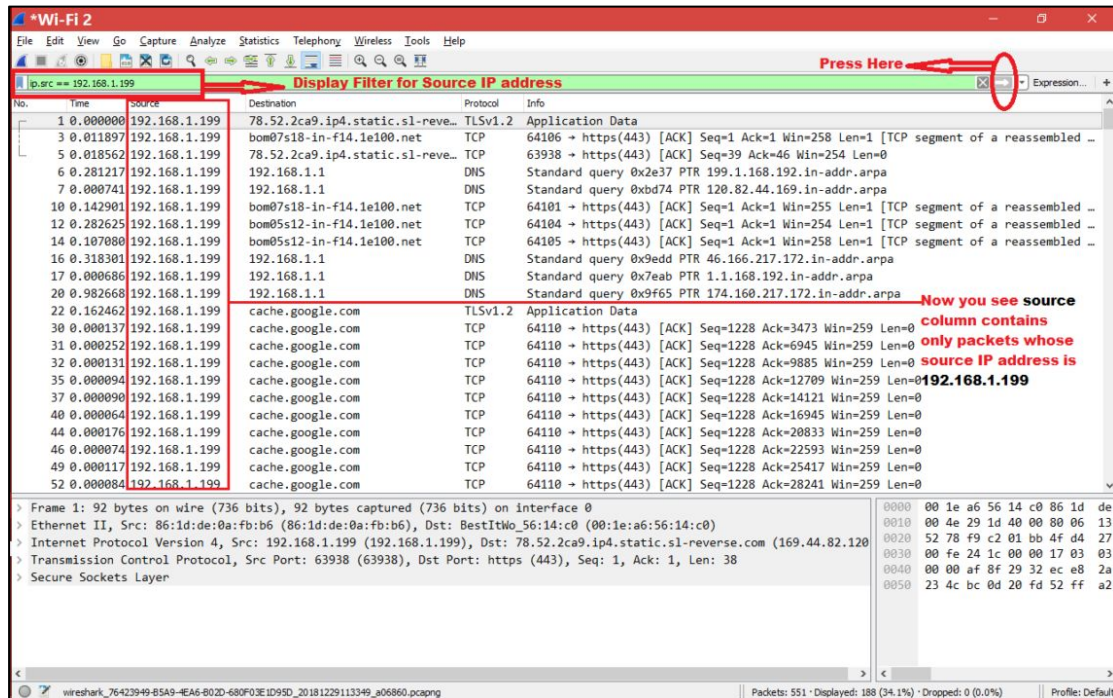 *Wi-Fi 2
File Edit View Go Capture Analyze Statistics Telephony Wireless Tools Help
Press Here
ip.src == 192.168.1.199 Display Filter for Source IP address Expression... +
No. Time Source Destination Protocol Info
1 0.000000 192.168.1.199 78.52.2ca9.ip4.static.sl-reve… TLSv1.2 Application Data
3 0.011897 192.168.1.199 bom07s18-in-f14.1e100.net TCP 64106 → https(443) [ACK] Seq=1 Ack=1 Win=258 Len=1 [TCP segment of a reassembled …
5 0.018562 192.168.1.199 78.52.2ca9.ip4.static.sl-reve… TCP 63938 → https(443) [ACK] Seq=39 Ack=46 Win=254 Len=0
6 0.281217 192.168.1.199 192.168.1.1 DNS Standard query 0x2e37 PTR 199.1.168.192.in-addr.arpa
7 0.000741 192.168.1.199 192.168.1.1 DNS Standard query 0xbd74 PTR 120.82.44.169.in-addr.arpa
10 0.142901 192.168.1.199 bom07s18-in-f14.1e100.net TCP 64101 → https(443) [ACK] Seq=1 Ack=1 Win=255 Len=1 [TCP segment of a reassembled …
12 0.282625 192.168.1.199 bom05s12-in-f14.1e100.net TCP 64104 → https(443) [ACK] Seq=1 Ack=1 Win=254 Len=1 [TCP segment of a reassembled …
14 0.107080 192.168.1.199 bom05s12-in-f14.1e100.net TCP 64105 → https(443) [ACK] Seq=1 Ack=1 Win=258 Len=1 [TCP segment of a reassembled …
16 0.318301 192.168.1.199 192.168.1.1 DNS Standard query 0x9edd PTR 46.166.217.172.in-addr.arpa
17 0.000686 192.168.1.199 192.168.1.1 DNS Standard query 0x7eab PTR 1.1.168.192.in-addr.arpa
20 0.982668 192.168.1.199 192.168.1.1 DNS Standard query 0x9f65 PTR 174.160.217.172.in-addr.arpa
22 0.162462 192.168.1.199 cache.google.com TLSv1.2 Application Data
30 0.000137 192.168.1.199 cache.google.com TCP 64110 → https(443) [ACK] Seq=1228 Ack=3473 Win=259 Len=0
31 0.000252 192.168.1.199 cache.google.com TCP 64110 → https(443) [ACK] Seq=1228 Ack=6945 Win=259 Len=0
32 0.000131 192.168.1.199 cache.google.com TCP 64110 → https(443) [ACK] Seq=1228 Ack=9885 Win=259 Len=0
35 0.000094 192.168.1.199 cache.google.com TCP 64110 → https(443) [ACK] Seq=1228 Ack=12709 Win=259 Len=0
37 0.000090 192.168.1.199 cache.google.com TCP 64110 → https(443) [ACK] Seq=1228 Ack=14121 Win=259 Len=0
40 0.000064 192.168.1.199 cache.google.com TCP 64110 → https(443) [ACK] Seq=1228 Ack=16945 Win=259 Len=0
44 0.000176 192.168.1.199 cache.google.com TCP 64110 → https(443) [ACK] Seq=1228 Ack=20833 Win=259 Len=0
46 0.000074 192.168.1.199 cache.google.com TCP 64110 → https(443) [ACK] Seq=1228 Ack=22593 Win=259 Len=0
49 0.000117 192.168.1.199 cache.google.com TCP 64110 → https(443) [ACK] Seq=1228 Ack=25417 Win=259 Len=0
52 0.000084 192.168.1.199 cache.google.com TCP 64110 → https(443) [ACK] Seq=1228 Ack=28241 Win=259 Len=0
Now you see source
column contains
only packets whose
source IP address is
192.168.1.199
> Frame 1: 92 bytes on wire (736 bits), 92 bytes captured (736 bits) on interface 0
> Ethernet II, Src: 86:1d:de:0a:fb:b6 (86:1d:de:0a:fb:b6), Dst: BestItWo_56:14:c0 (00:1e:a6:56:14:c0)
> Internet Protocol Version 4, Src: 192.168.1.199 (192.168.1.199), Dst: 78.52.2ca9.ip4.static.sl-reverse.com (169.44.82.120
> Transmission Control Protocol, Src Port: 63938 (63938), Dst Port: https (443), Seq: 1, Ack: 1, Len: 38
> Secure Sockets Layer
0000 00 1e a6 56 14 c0 86 1d de
0010 00 4e 29 1d 40 00 80 06 13
0020 52 78 f9 c2 01 bb 4f d4 27
0030 00 fe 24 1c 00 00 17 03 03
0040 00 00 af 8f 29 32 ec e8 2a
0050 23 4c bc 0d 20 fd 52 ff a2
wireshark_76423949-B5A9-4EA6-B02D-680F03E1D95D_20181229113349_a06860.pcapng Packets: 551 · Displayed: 188 (34.1%) · Dropped: 0 (0.0%) Profile: Default